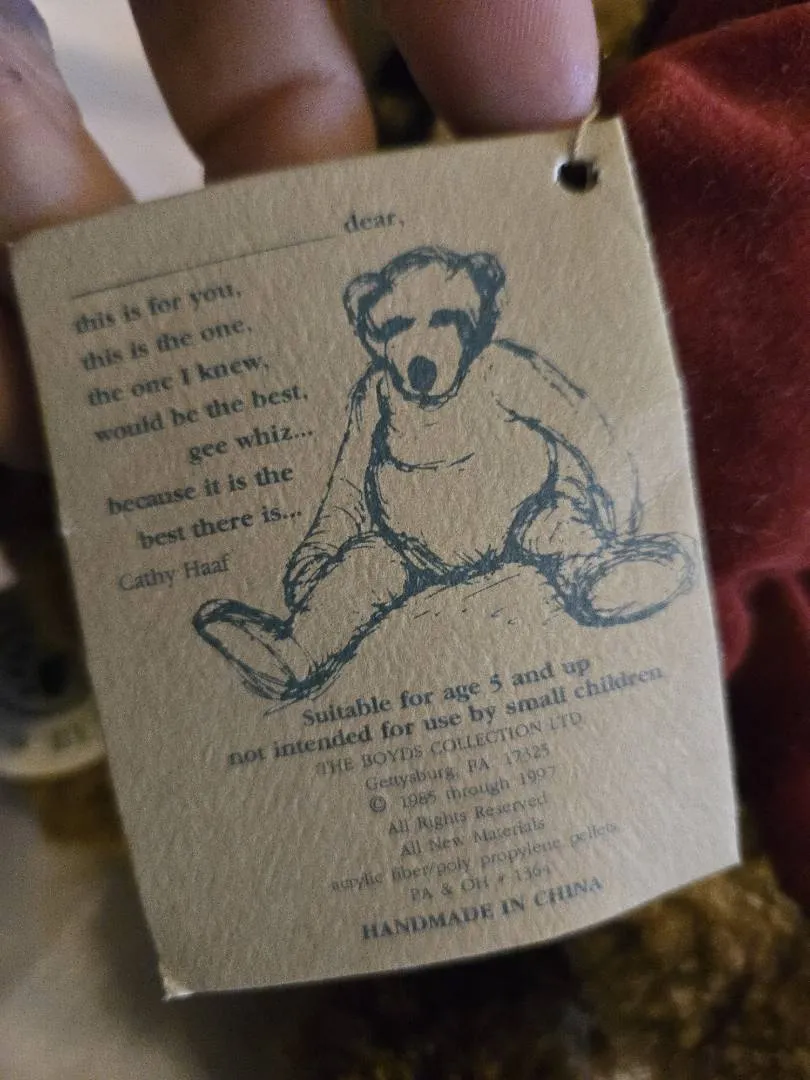 dear,
this is for you,
this is the one,
the one I knew,
would be the best,
gee whiz...
because it is the
best there is...
Cathy Haaf
Suitable for age 5 and up
not intended for use by small children
THE BOYDS COLLECTION LTD
Gettysburg, PA 17325
© 1985 through 1997
All Rights Reserved
All New Materials
acrylic fiber/poly propylene pellets
PA & OH • 1364
HANDMADE IN CHINA